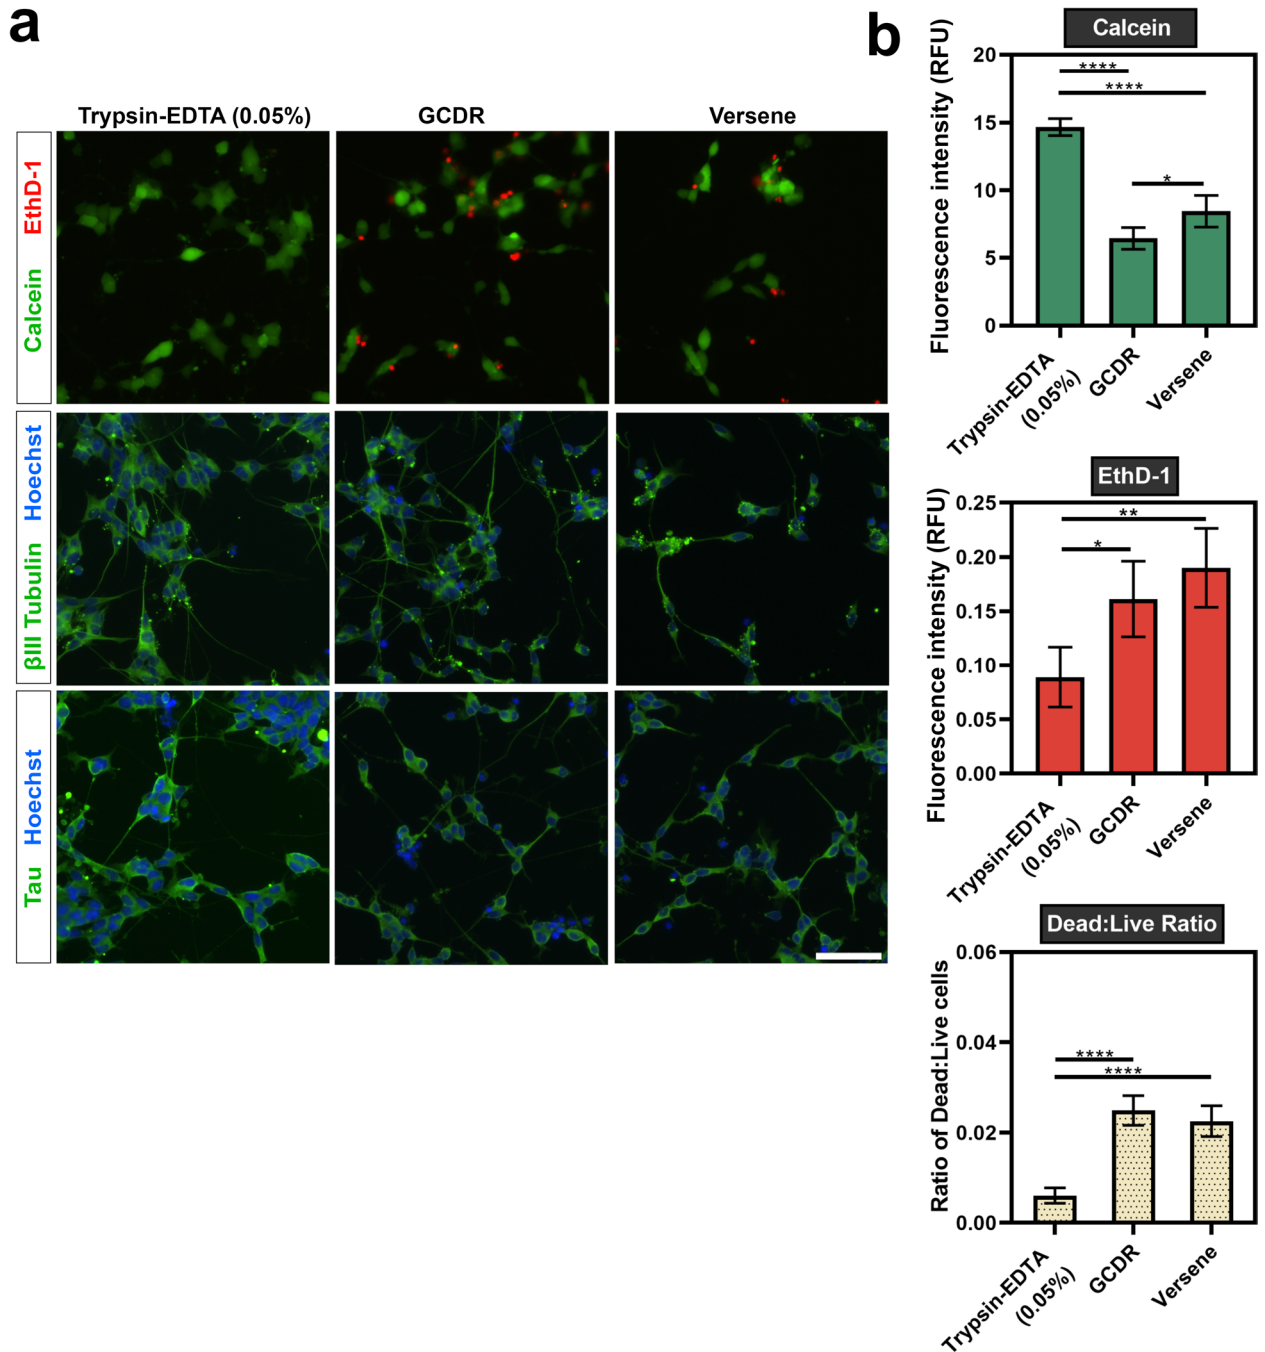 a
Trypsin-EDTA (0.05%)
GCDR
Versene
Calcein EthD-1
βIII Tubulin Hoechst
Tau Hoechst
b
Calcein
Fluorescence intensity (RFU)
20
15
10
5
0
****
****
*
Trypsin-EDTA
(0.05%)
GCDR
Versene
EthD-1
Fluorescence intensity (RFU)
0.25
0.20
0.15
0.10
0.05
0.00
**
*
Trypsin-EDTA
(0.05%)
GCDR
Versene
Dead:Live Ratio
Ratio of Dead:Live cells
0.06
0.04
0.02
0.00
****
****
Trypsin-EDTA
(0.05%)
GCDR
Versene